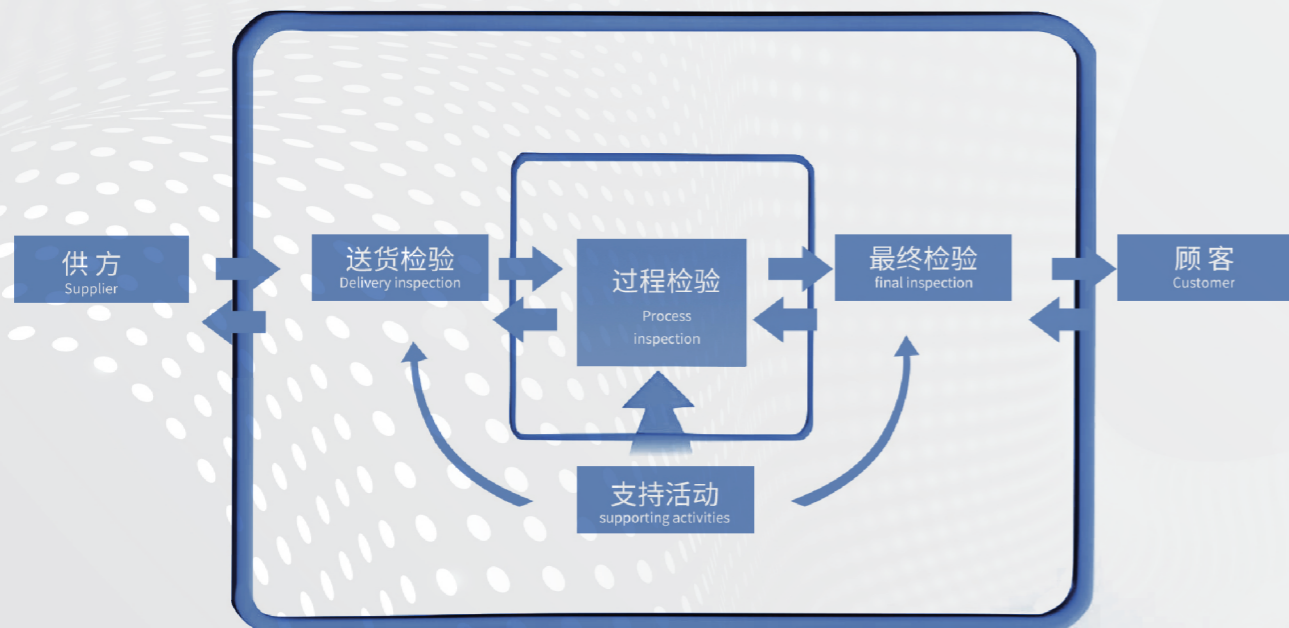 供方
Supplier
送货检验
Delivery inspection
过程检验
Process
inspection
最终检验
final inspection
顾客
Customer
支持活动
supporting activities